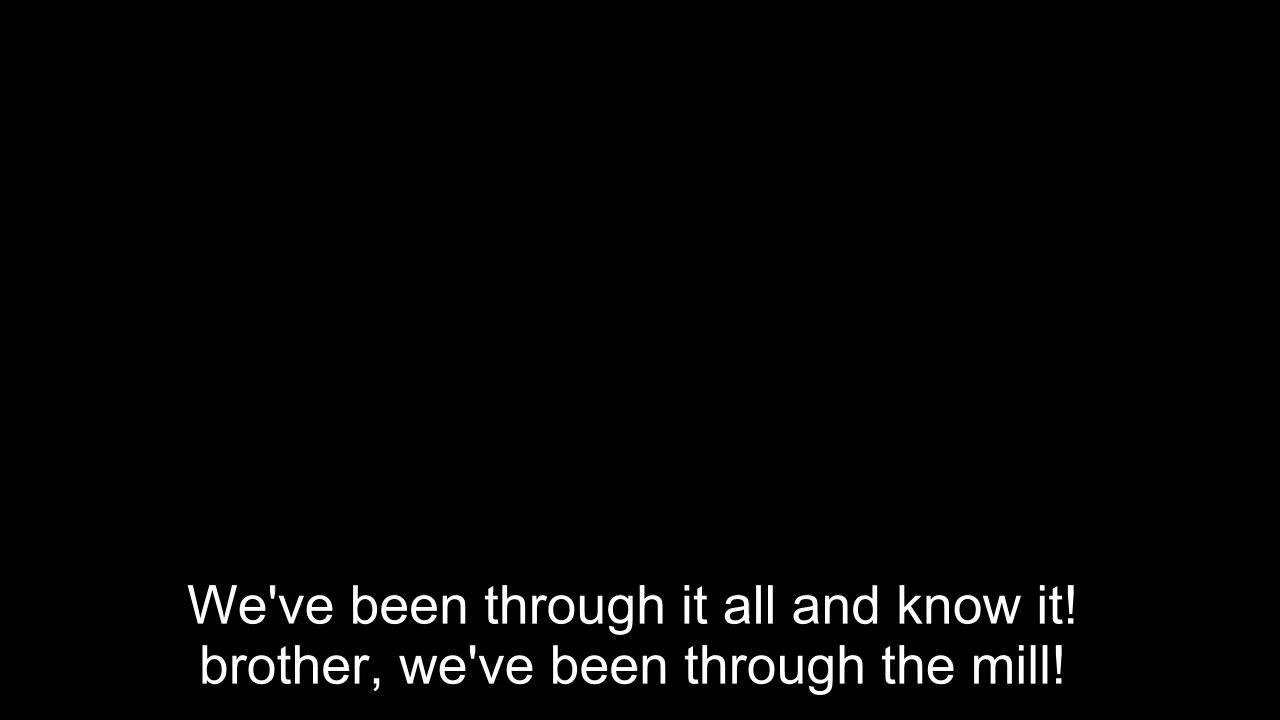 We've been through it all and know it!
brother, we've been through the mill!